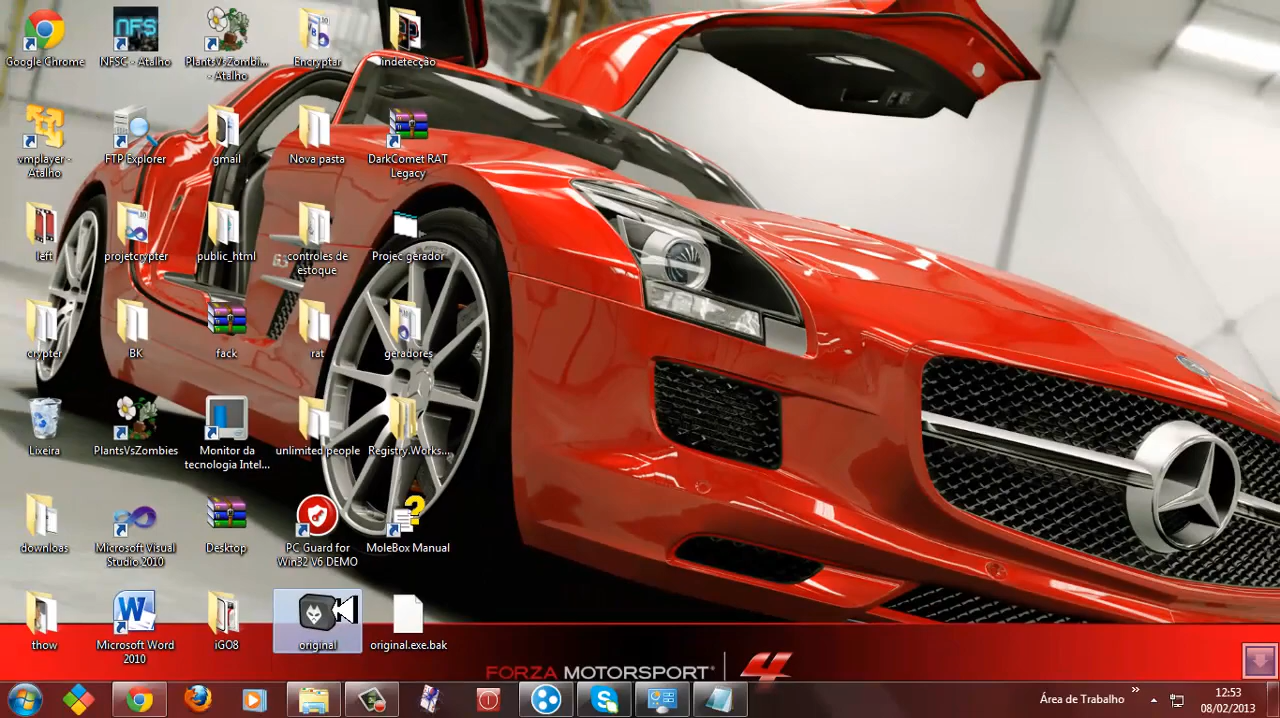 Google Chrome
NFS
NFSC - Atalho
PlantsVsZombi...
- Atalho
Encryptar
indetecção
vmplayer -
Atalho
FTP Explorer
gmail
Nova pasta
DarkComet RAT
Legacy
left
projetcrypter
public_html
controles de
estoque
Projec gerador
crypter
BK
fack
rat
geradores
Lixeira
PlantsVsZombies
Monitor da
tecnologia Intel...
unlimited people
Registry.Works...
downloas
Microsoft Visual
Studio 2010
Desktop
PC Guard for
Win32 V6 DEMO
MoleBox Manual
thow
Microsoft Word
2010
iGO8
original
original.exe.bak
FORZA MOTORSPORT 4
Área de Trabalho
»
12:53
08/02/2013